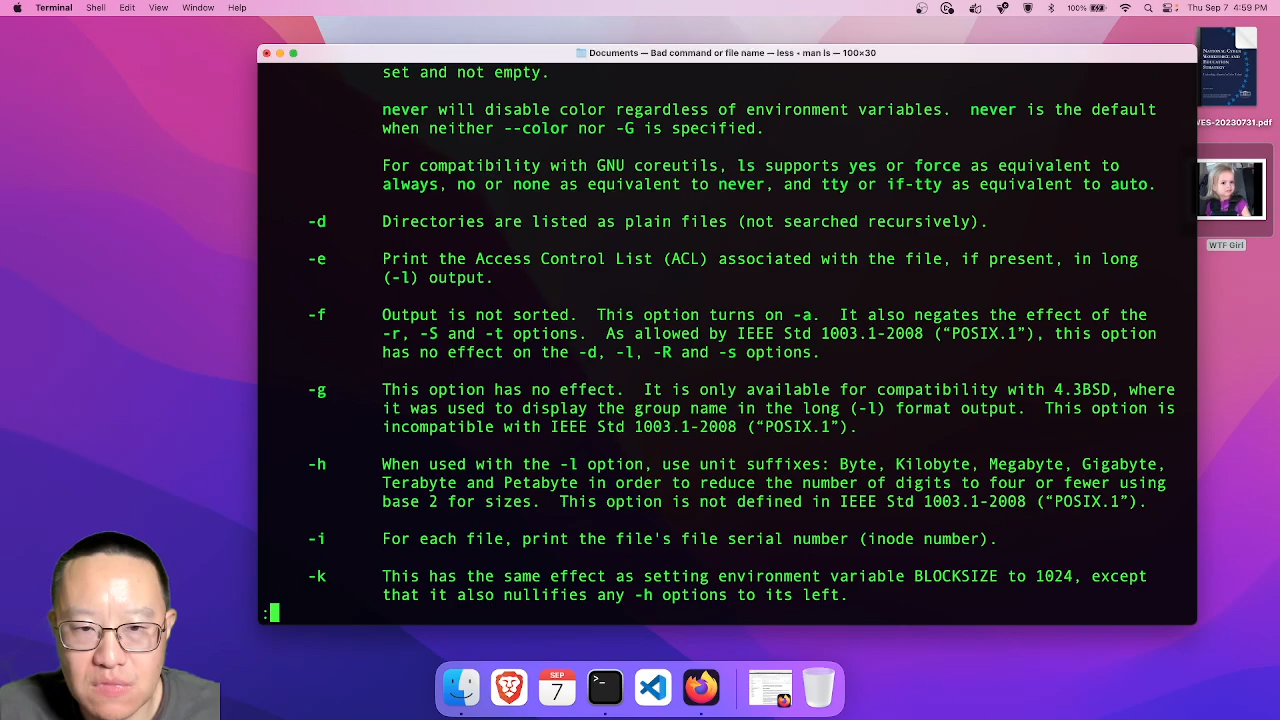 Terminal Shell Edit View Window Help 100% Thu Sep 7 4:59 PM
Documents — Bad command or file name — less ◂ man ls — 100×30
set and not empty.
never will disable color regardless of environment variables.  never is the default
when neither --color nor -G is specified.
For compatibility with GNU coreutils, ls supports yes or force as equivalent to
always, no or none as equivalent to never, and tty or if-tty as equivalent to auto.
-d      Directories are listed as plain files (not searched recursively).
-e      Print the Access Control List (ACL) associated with the file, if present, in long
(-l) output.
-f      Output is not sorted.  This option turns on -a.  It also negates the effect of the
-r, -S and -t options.  As allowed by IEEE Std 1003.1-2008 (“POSIX.1”), this option
has no effect on the -d, -l, -R and -s options.
-g      This option has no effect.  It is only available for compatibility with 4.3BSD, where
it was used to display the group name in the long (-l) format output.  This option is
incompatible with IEEE Std 1003.1-2008 (“POSIX.1”).
-h      When used with the -l option, use unit suffixes: Byte, Kilobyte, Megabyte, Gigabyte,
Terabyte and Petabyte in order to reduce the number of digits to four or fewer using
base 2 for sizes.  This option is not defined in IEEE Std 1003.1-2008 (“POSIX.1”).
-i      For each file, print the file's file serial number (inode number).
-k      This has the same effect as setting environment variable BLOCKSIZE to 1024, except
that it also nullifies any -h options to its left.
:
NATIONAL CYBER
WORKFORCE AND
EDUCATION
STRATEGY
ES-20230731.pdf
WTF Girl
SEP
7
>_